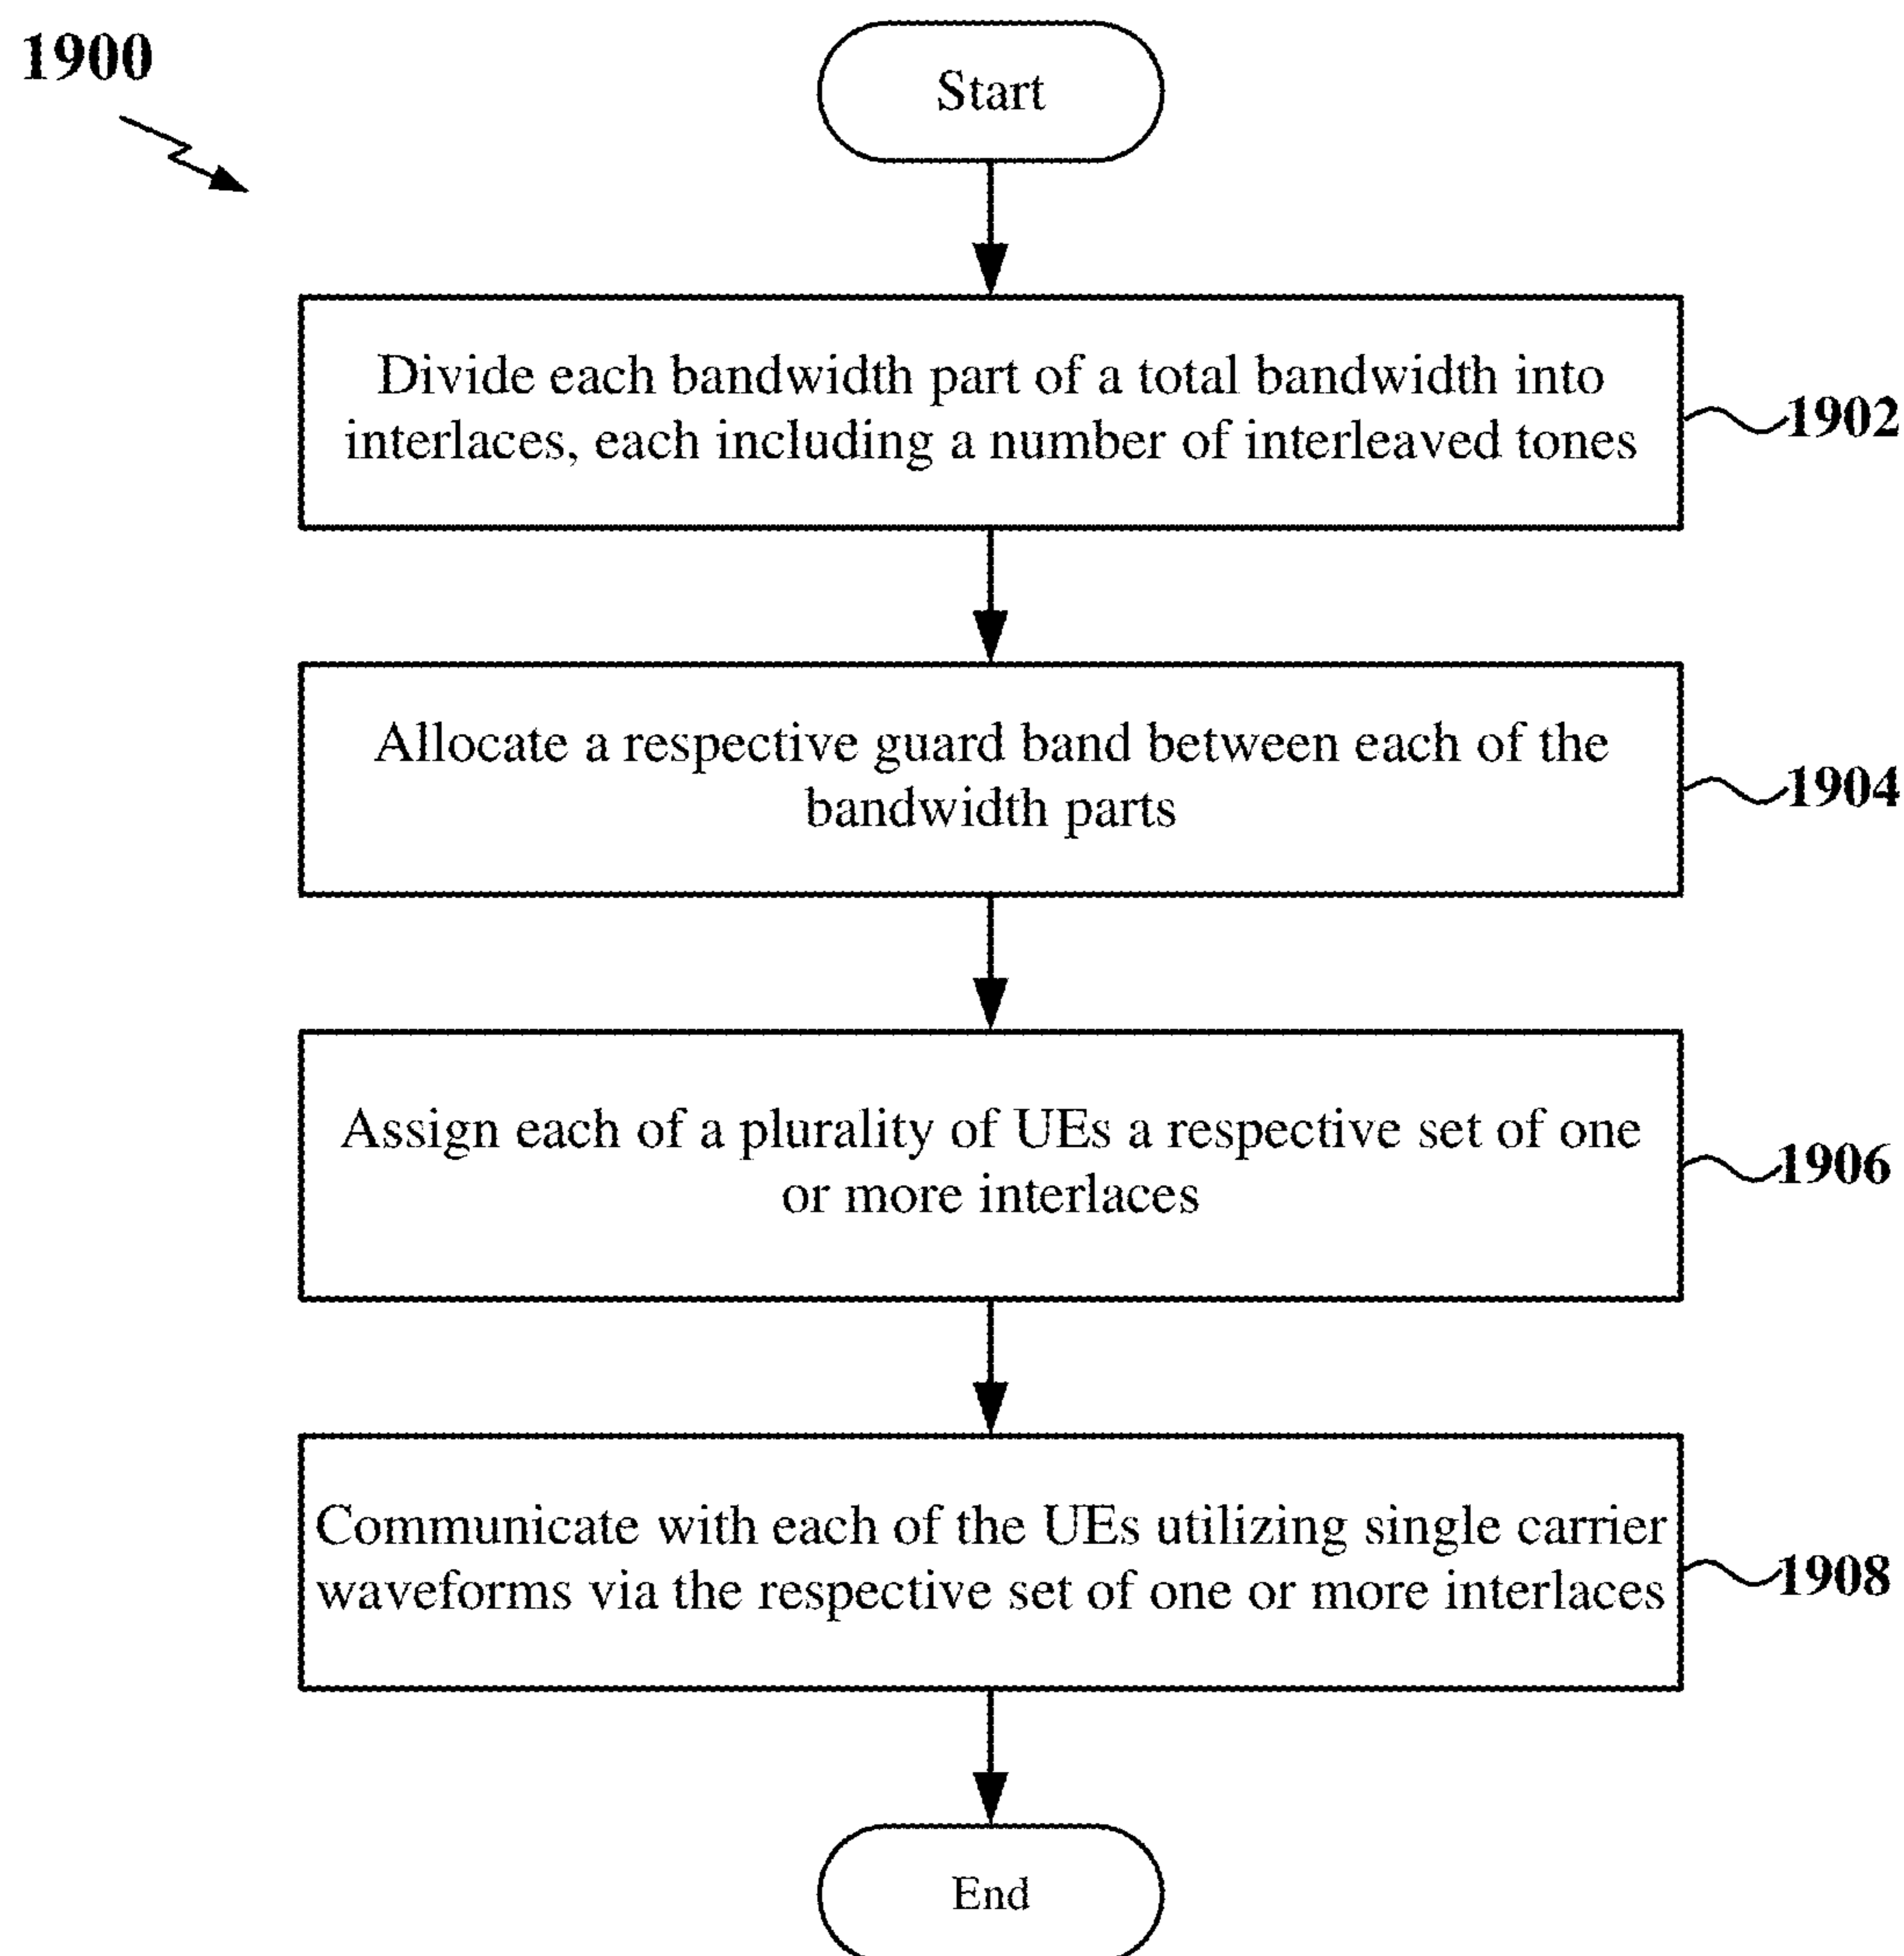 1900
Start
Divide each bandwidth part of a total bandwidth into
interlaces, each including a number of interleaved tones
1902
Allocate a respective guard band between each of the
bandwidth parts
1904
Assign each of a plurality of UEs a respective set of one
or more interlaces
1906
Communicate with each of the UEs utilizing single carrier
waveforms via the respective set of one or more interlaces
1908
End